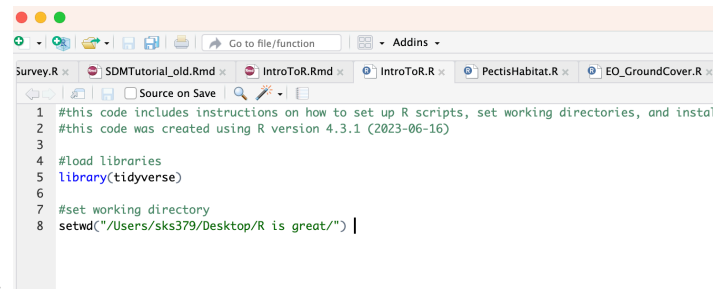 Go to file/function
Addins
Survey.R
SDMTutorial_old.Rmd
IntroToR.Rmd
IntroToR.R
PectisHabitat.R
EO_GroundCover.R
Source on Save
1 #this code includes instructions on how to set up R scripts, set working directories, and instal
2 #this code was created using R version 4.3.1 (2023-06-16)
3
4 #load libraries
5 library(tidyverse)
6
7 #set working directory
8 setwd("/Users/sks379/Desktop/R is great/")